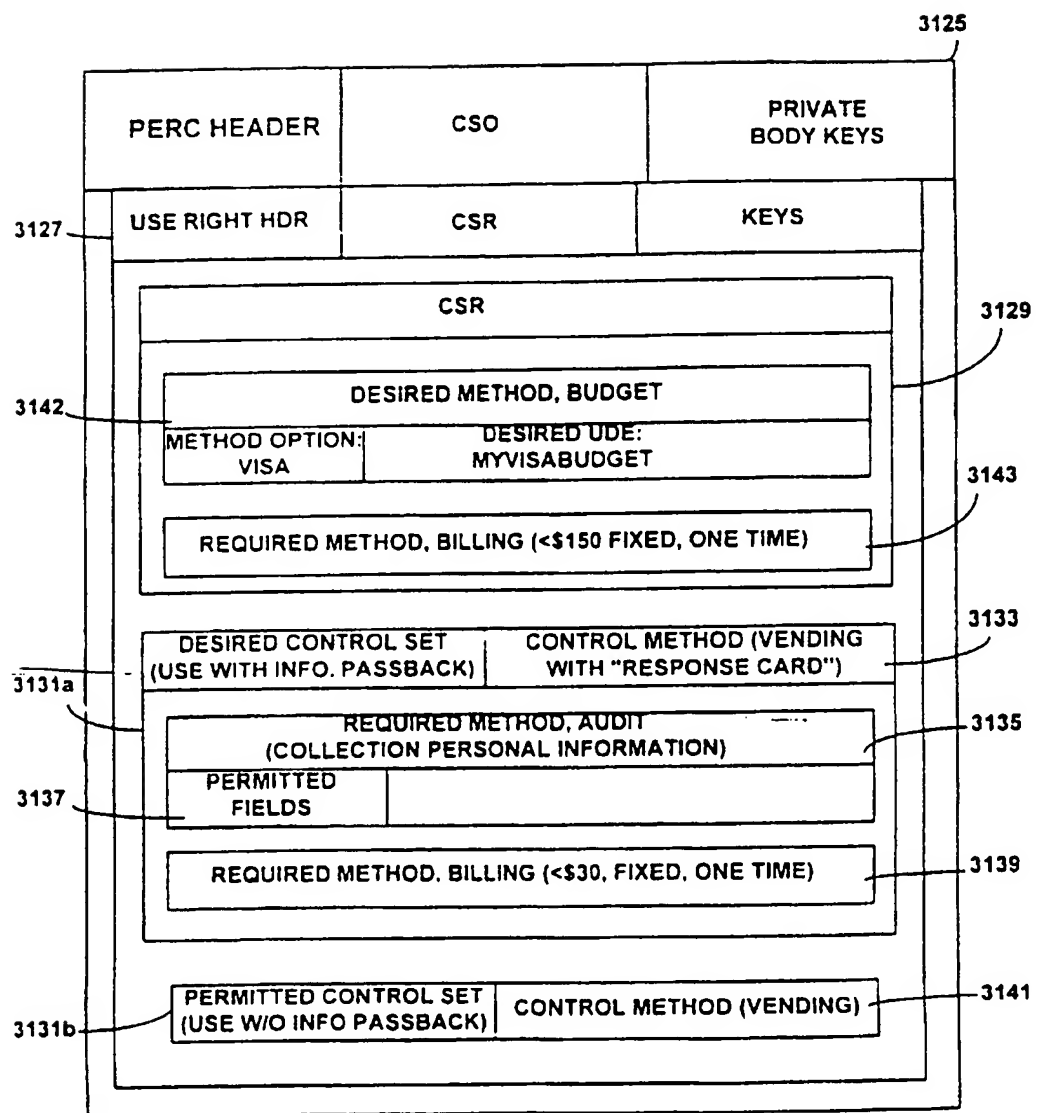 3125
PERC HEADER
CSO
PRIVATE
BODY KEYS
3127
USE RIGHT HDR
CSR
KEYS
CSR
3129
3142
DESIRED METHOD, BUDGET
METHOD OPTION:
VISA
DESIRED UDE:
MYVISABUDGET
3143
REQUIRED METHOD, BILLING (<$150 FIXED, ONE TIME)
3131a
DESIRED CONTROL SET
(USE WITH INFO. PASSBACK)
CONTROL METHOD (VENDING
WITH "RESPONSE CARD")
3133
REQUIRED METHOD, AUDIT
(COLLECTION PERSONAL INFORMATION)
3135
3137
PERMITTED
FIELDS
REQUIRED METHOD. BILLING (<$30, FIXED, ONE TIME)
3139
3131b
PERMITTED CONTROL SET
(USE W/O INFO PASSBACK)
CONTROL METHOD (VENDING)
3141